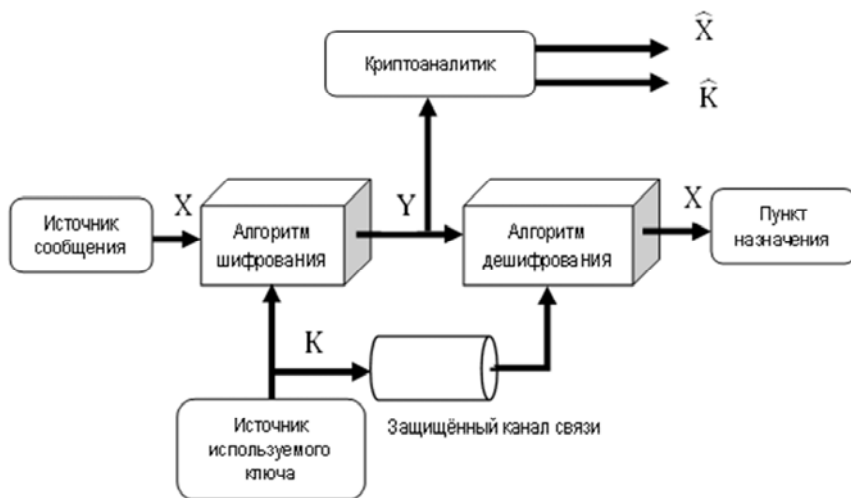 X̂
Криптоаналитик
K̂
X
Y
X
Источник
сообщения
Алгоритм
шифрования
Алгоритм
дешифрования
Пункт
назначения
K
Источник
используемого
ключа
Защищённый канал связи